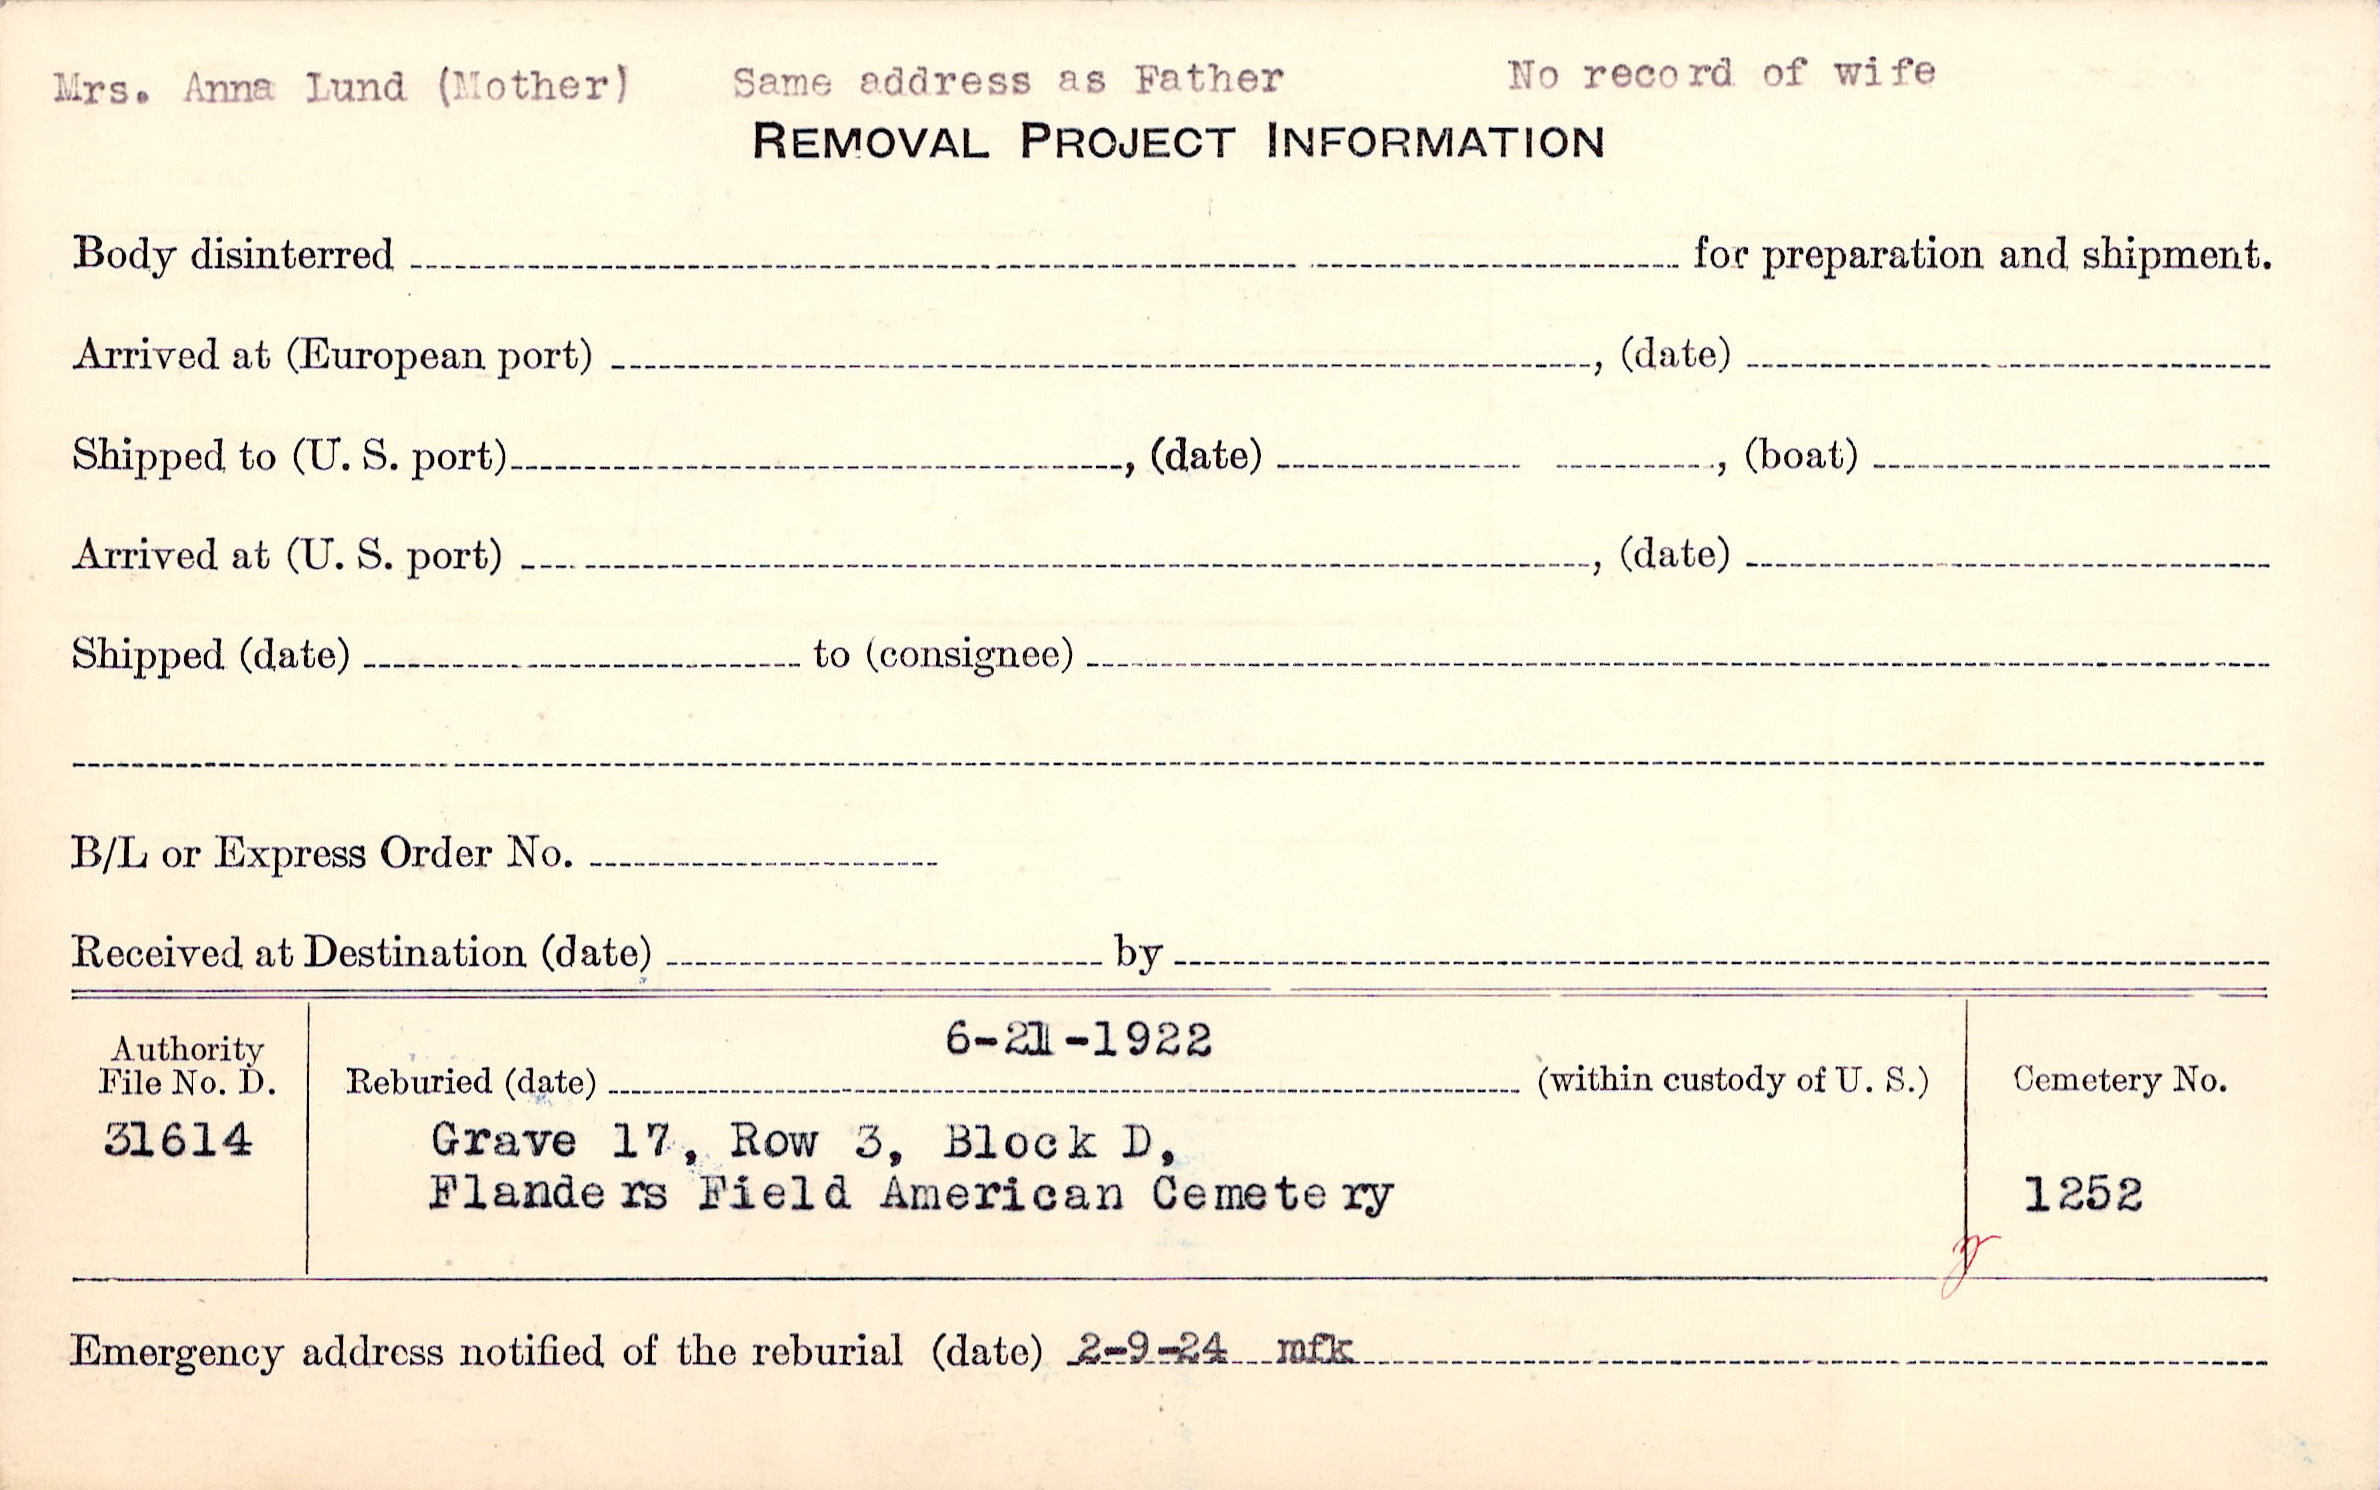 Mrs. Anna Lund (Mother) Same address as Father No record of wife
REMOVAL PROJECT INFORMATION
Body disinterred for preparation and shipment.
Arrived at (European port) , (date)
Shipped to (U. S. port) , (date) , (boat)
Arrived at (U. S. port) , (date)
Shipped (date) to (consignee)
B/L or Express Order No.
Received at Destination (date) by
Authority
File No. D.
31614
6-21-1922
Reburied (date) (within custody of U. S.)
Grave 17, Row 3, Block D,
Flanders Field American Cemetery
Cemetery No.
1252
Emergency address notified of the reburial (date) 2-9-24 mfk